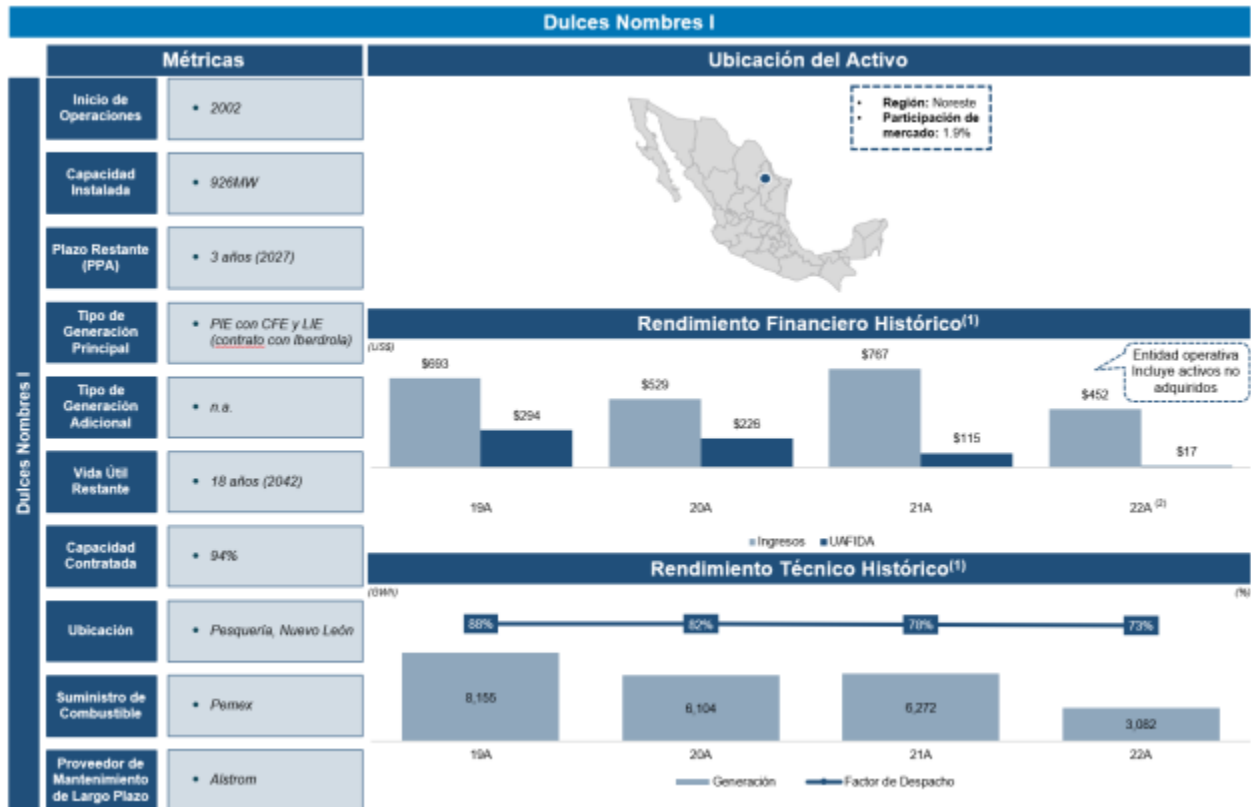 Dulces Nombres I
Métricas
Dulces Nombres I
Inicio de
Operaciones
• 2002
Capacidad
Instalada
• 926MW
Plazo Restante
(PPA)
• 3 años (2027)
Tipo de
Generación
Principal
• PIE con CFE y LIE
(contrato con Iberdrola)
Tipo de
Generación
Adicional
• n.a.
Vida Útil
Restante
• 18 años (2042)
Capacidad
Contratada
• 94%
Ubicación
• Pesquería, Nuevo León
Suministro de
Combustible
• Pemex
Proveedor de
Mantenimiento
de Largo Plazo
• Alstrom
Ubicación del Activo
• Región: Noreste
• Participación de
mercado: 1.9%
Rendimiento Financiero Histórico(1)
(US$)
Entidad operativa
Incluye activos no
adquiridos
$693
$294
$529
$226
$767
$115
$452
$17
19A
20A
21A
22A (2)
Ingresos
UAFIDA
Rendimiento Técnico Histórico(1)
(GWh)
(%)
88%
82%
78%
73%
8,155
6,104
6,272
3,082
19A
20A
21A
22A
Generación
Factor de Despacho